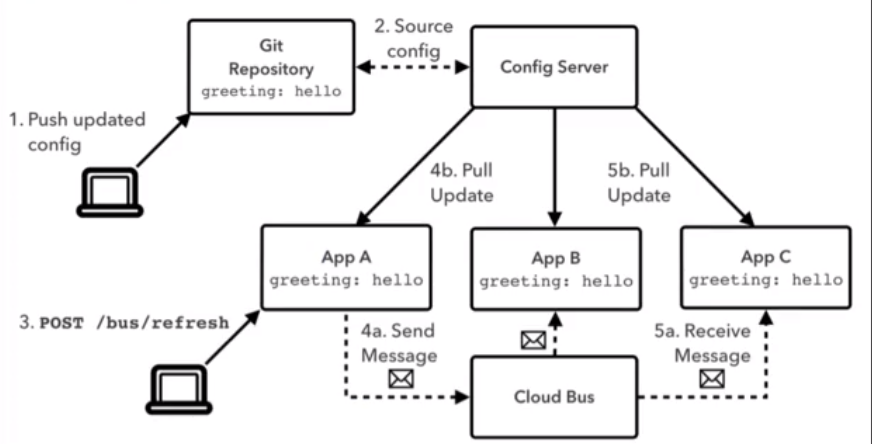 2. Source
config
Git
Repository
greeting: hello
Config Server
1. Push updated
config
4b. Pull
Update
5b. Pull
Update
App A
greeting: hello
App B
greeting: hello
App C
greeting: hello
3. POST /bus/refresh
4a. Send
Message
5a. Receive
Message
Cloud Bus